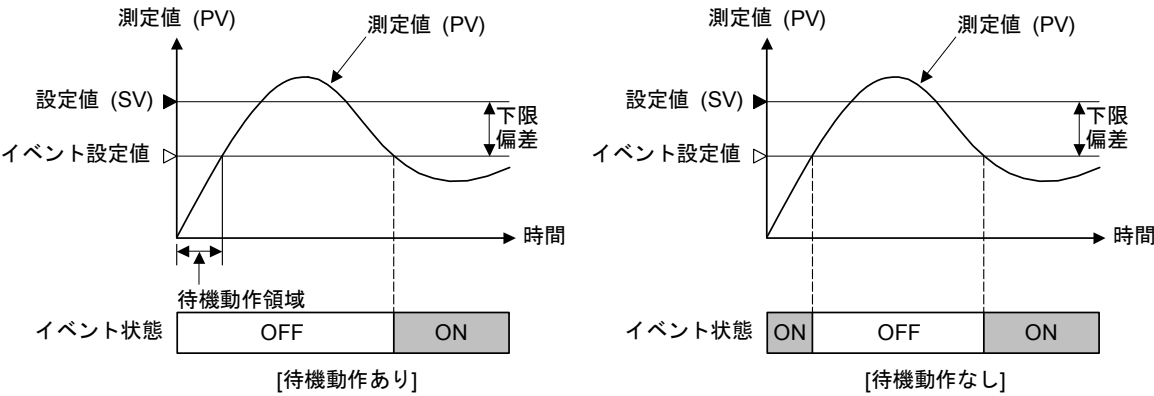 測定値 (PV)
測定値 (PV)
設定値 (SV)
下限
偏差
イベント設定値
時間
待機動作領域
イベント状態
OFF
ON
[待機動作あり]
測定値 (PV)
測定値 (PV)
設定値 (SV)
下限
偏差
イベント設定値
時間
イベント状態
ON
OFF
ON
[待機動作なし]